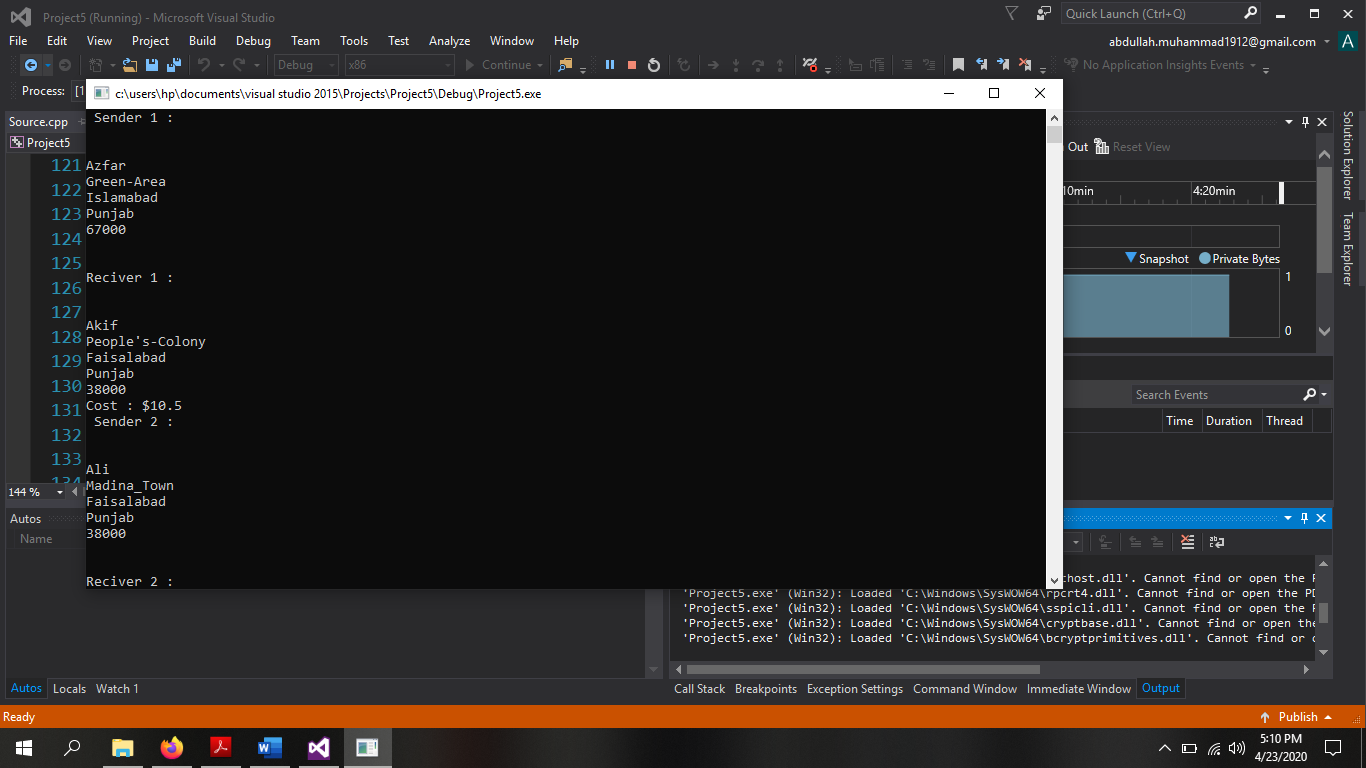 Project5 (Running) - Microsoft Visual Studio
Quick Launch (Ctrl+Q)
File Edit View Project Build Debug Team Tools Test Analyze Window Help
abdullah.muhammad1912@gmail.com A
Debug x86 Continue No Application Insights Events
Process: [1
c:\users\hp\documents\visual studio 2015\Projects\Project5\Debug\Project5.exe
Source.cpp
Project5
121
122
123
124
125
126
127
128
129
130
131
132
133
134
144 %
Sender 1 :
Azfar
Green-Area
Islamabad
Punjab
67000
Reciver 1 :
Akif
People's-Colony
Faisalabad
Punjab
38000
Cost : $10.5
Sender 2 :
Ali
Madina_Town
Faisalabad
Punjab
38000
Reciver 2 :
Out Reset View
10min 4:20min
Snapshot Private Bytes
1
0
Search Events
Time Duration Thread
Solution Explorer
Team Explorer
Autos
Name
Autos Locals Watch 1
chost.dll'. Cannot find or open the P
'Project5.exe' (Win32): Loaded 'C:\Windows\SysWOW64\rpcrt4.dll'. Cannot find or open the PD
'Project5.exe' (Win32): Loaded 'C:\Windows\SysWOW64\sspicli.dll'. Cannot find or open the P
'Project5.exe' (Win32): Loaded 'C:\Windows\SysWOW64\cryptbase.dll'. Cannot find or open the
'Project5.exe' (Win32): Loaded 'C:\Windows\SysWOW64\bcryptprimitives.dll'. Cannot find or o
Call Stack Breakpoints Exception Settings Command Window Immediate Window Output
Ready
Publish
5:10 PM
4/23/2020